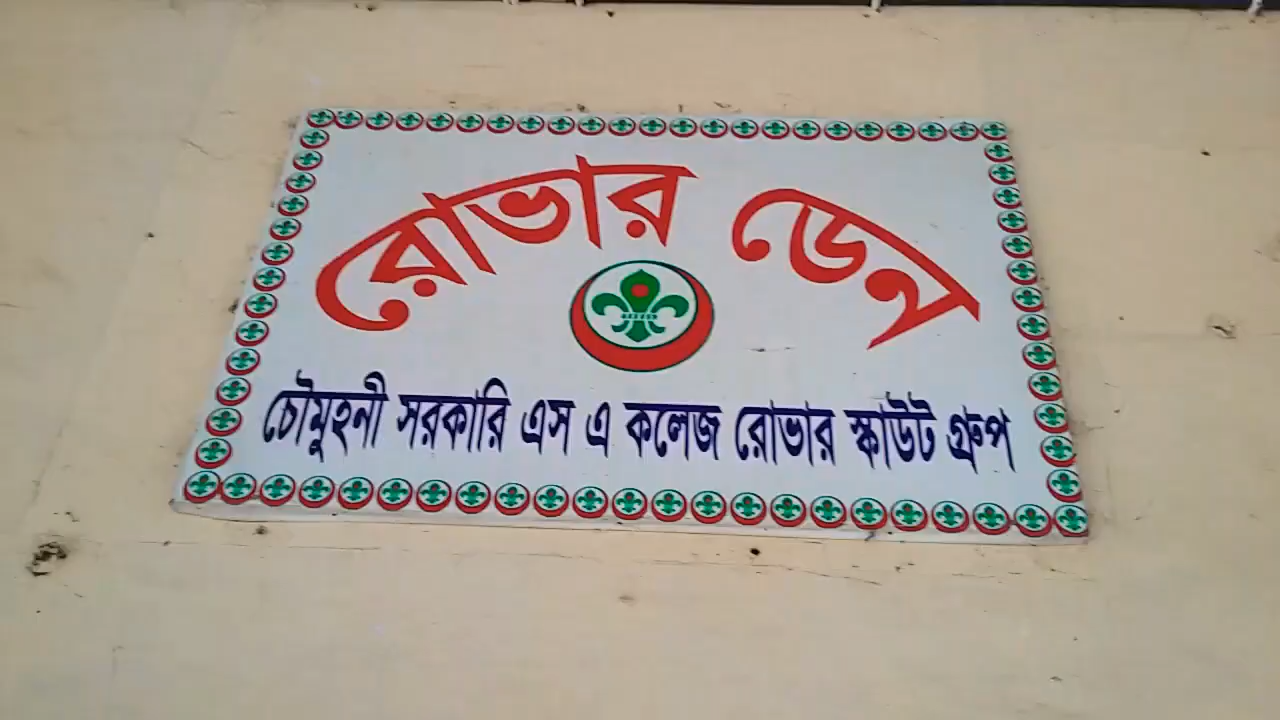 রোভার ডেন
চৌমুহনী সরকারি এস এ কলেজ রোভার স্কাউট গ্রুপ